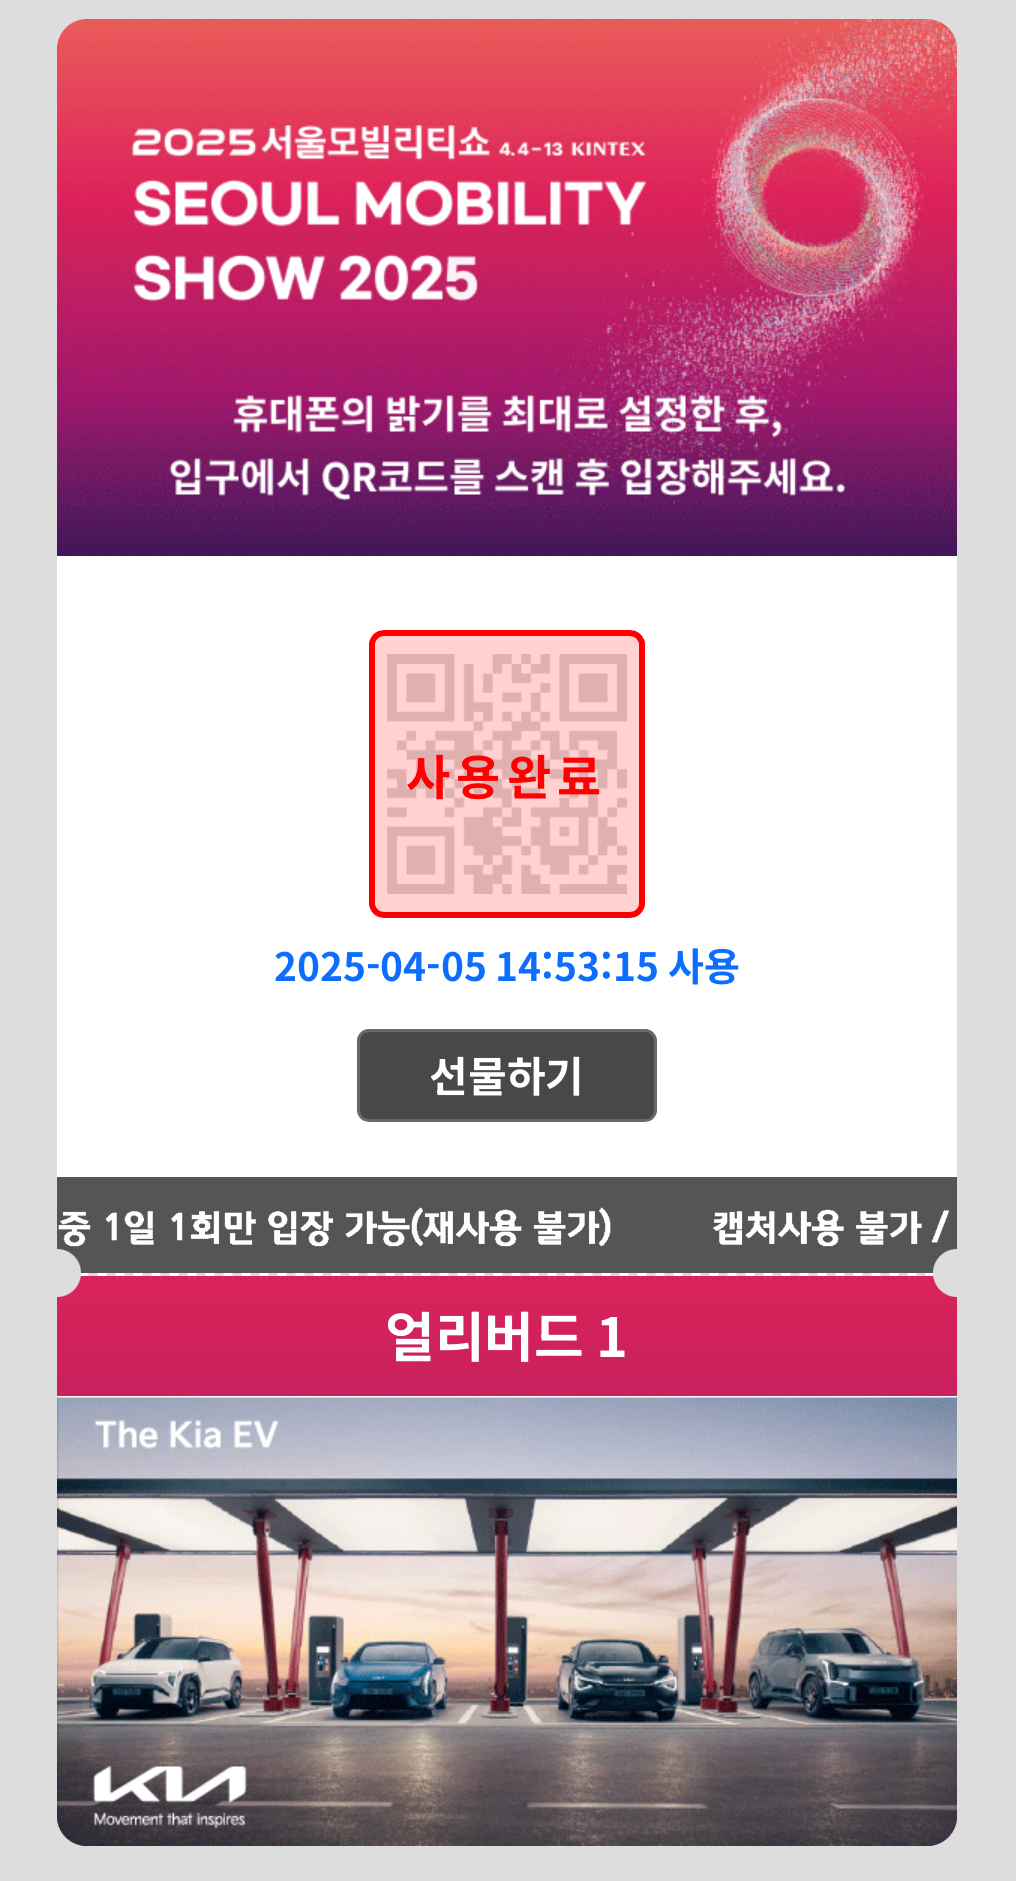 2025 서울모빌리티쇼 4.4-13 KINTEX
SEOUL MOBILITY
SHOW 2025
휴대폰의 밝기를 최대로 설정한 후,
입구에서 QR코드를 스캔 후 입장해주세요.
사용완료
2025-04-05 14:53:15 사용
선물하기
중 1일 1회만 입장 가능(재사용 불가) 캡처사용 불가 /
얼리버드 1
The Kia EV
KIA
Movement that inspires